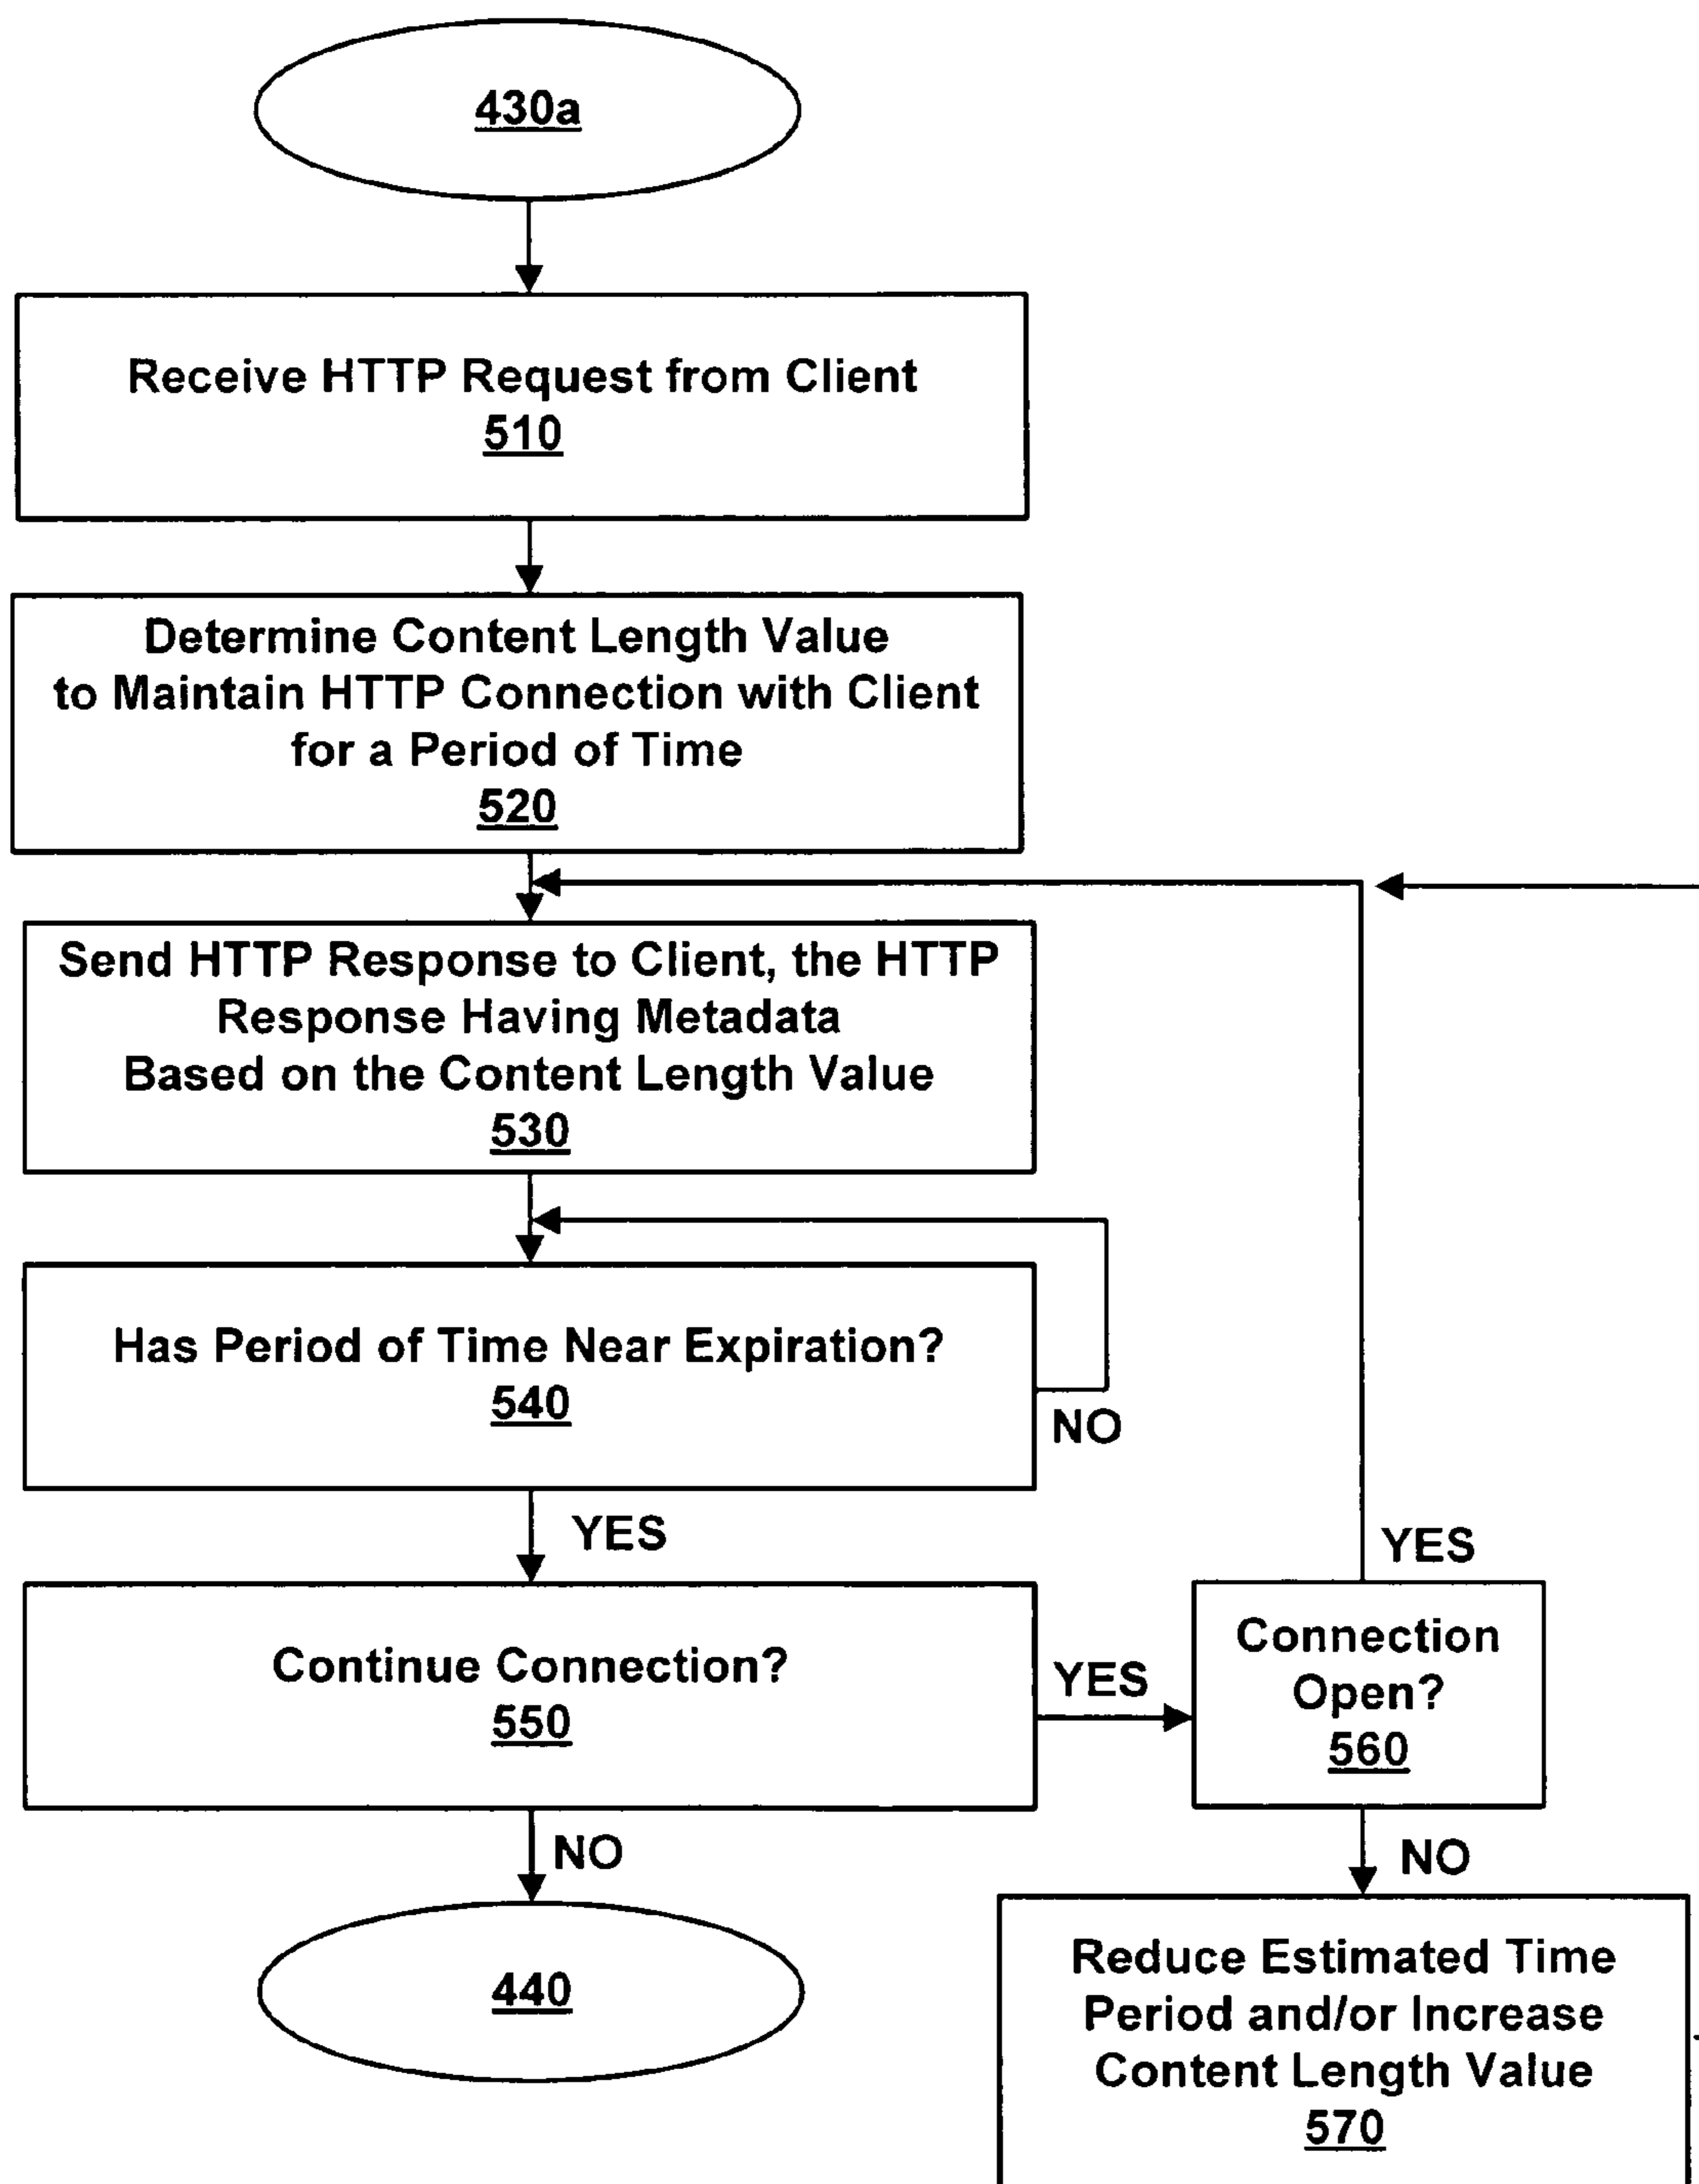 430a
Receive HTTP Request from Client
510
Determine Content Length Value
to Maintain HTTP Connection with Client
for a Period of Time
520
Send HTTP Response to Client, the HTTP
Response Having Metadata
Based on the Content Length Value
530
Has Period of Time Near Expiration?
540
NO
YES
Continue Connection?
550
YES
YES
Connection
Open?
560
NO
NO
440
Reduce Estimated Time
Period and/or Increase
Content Length Value
570